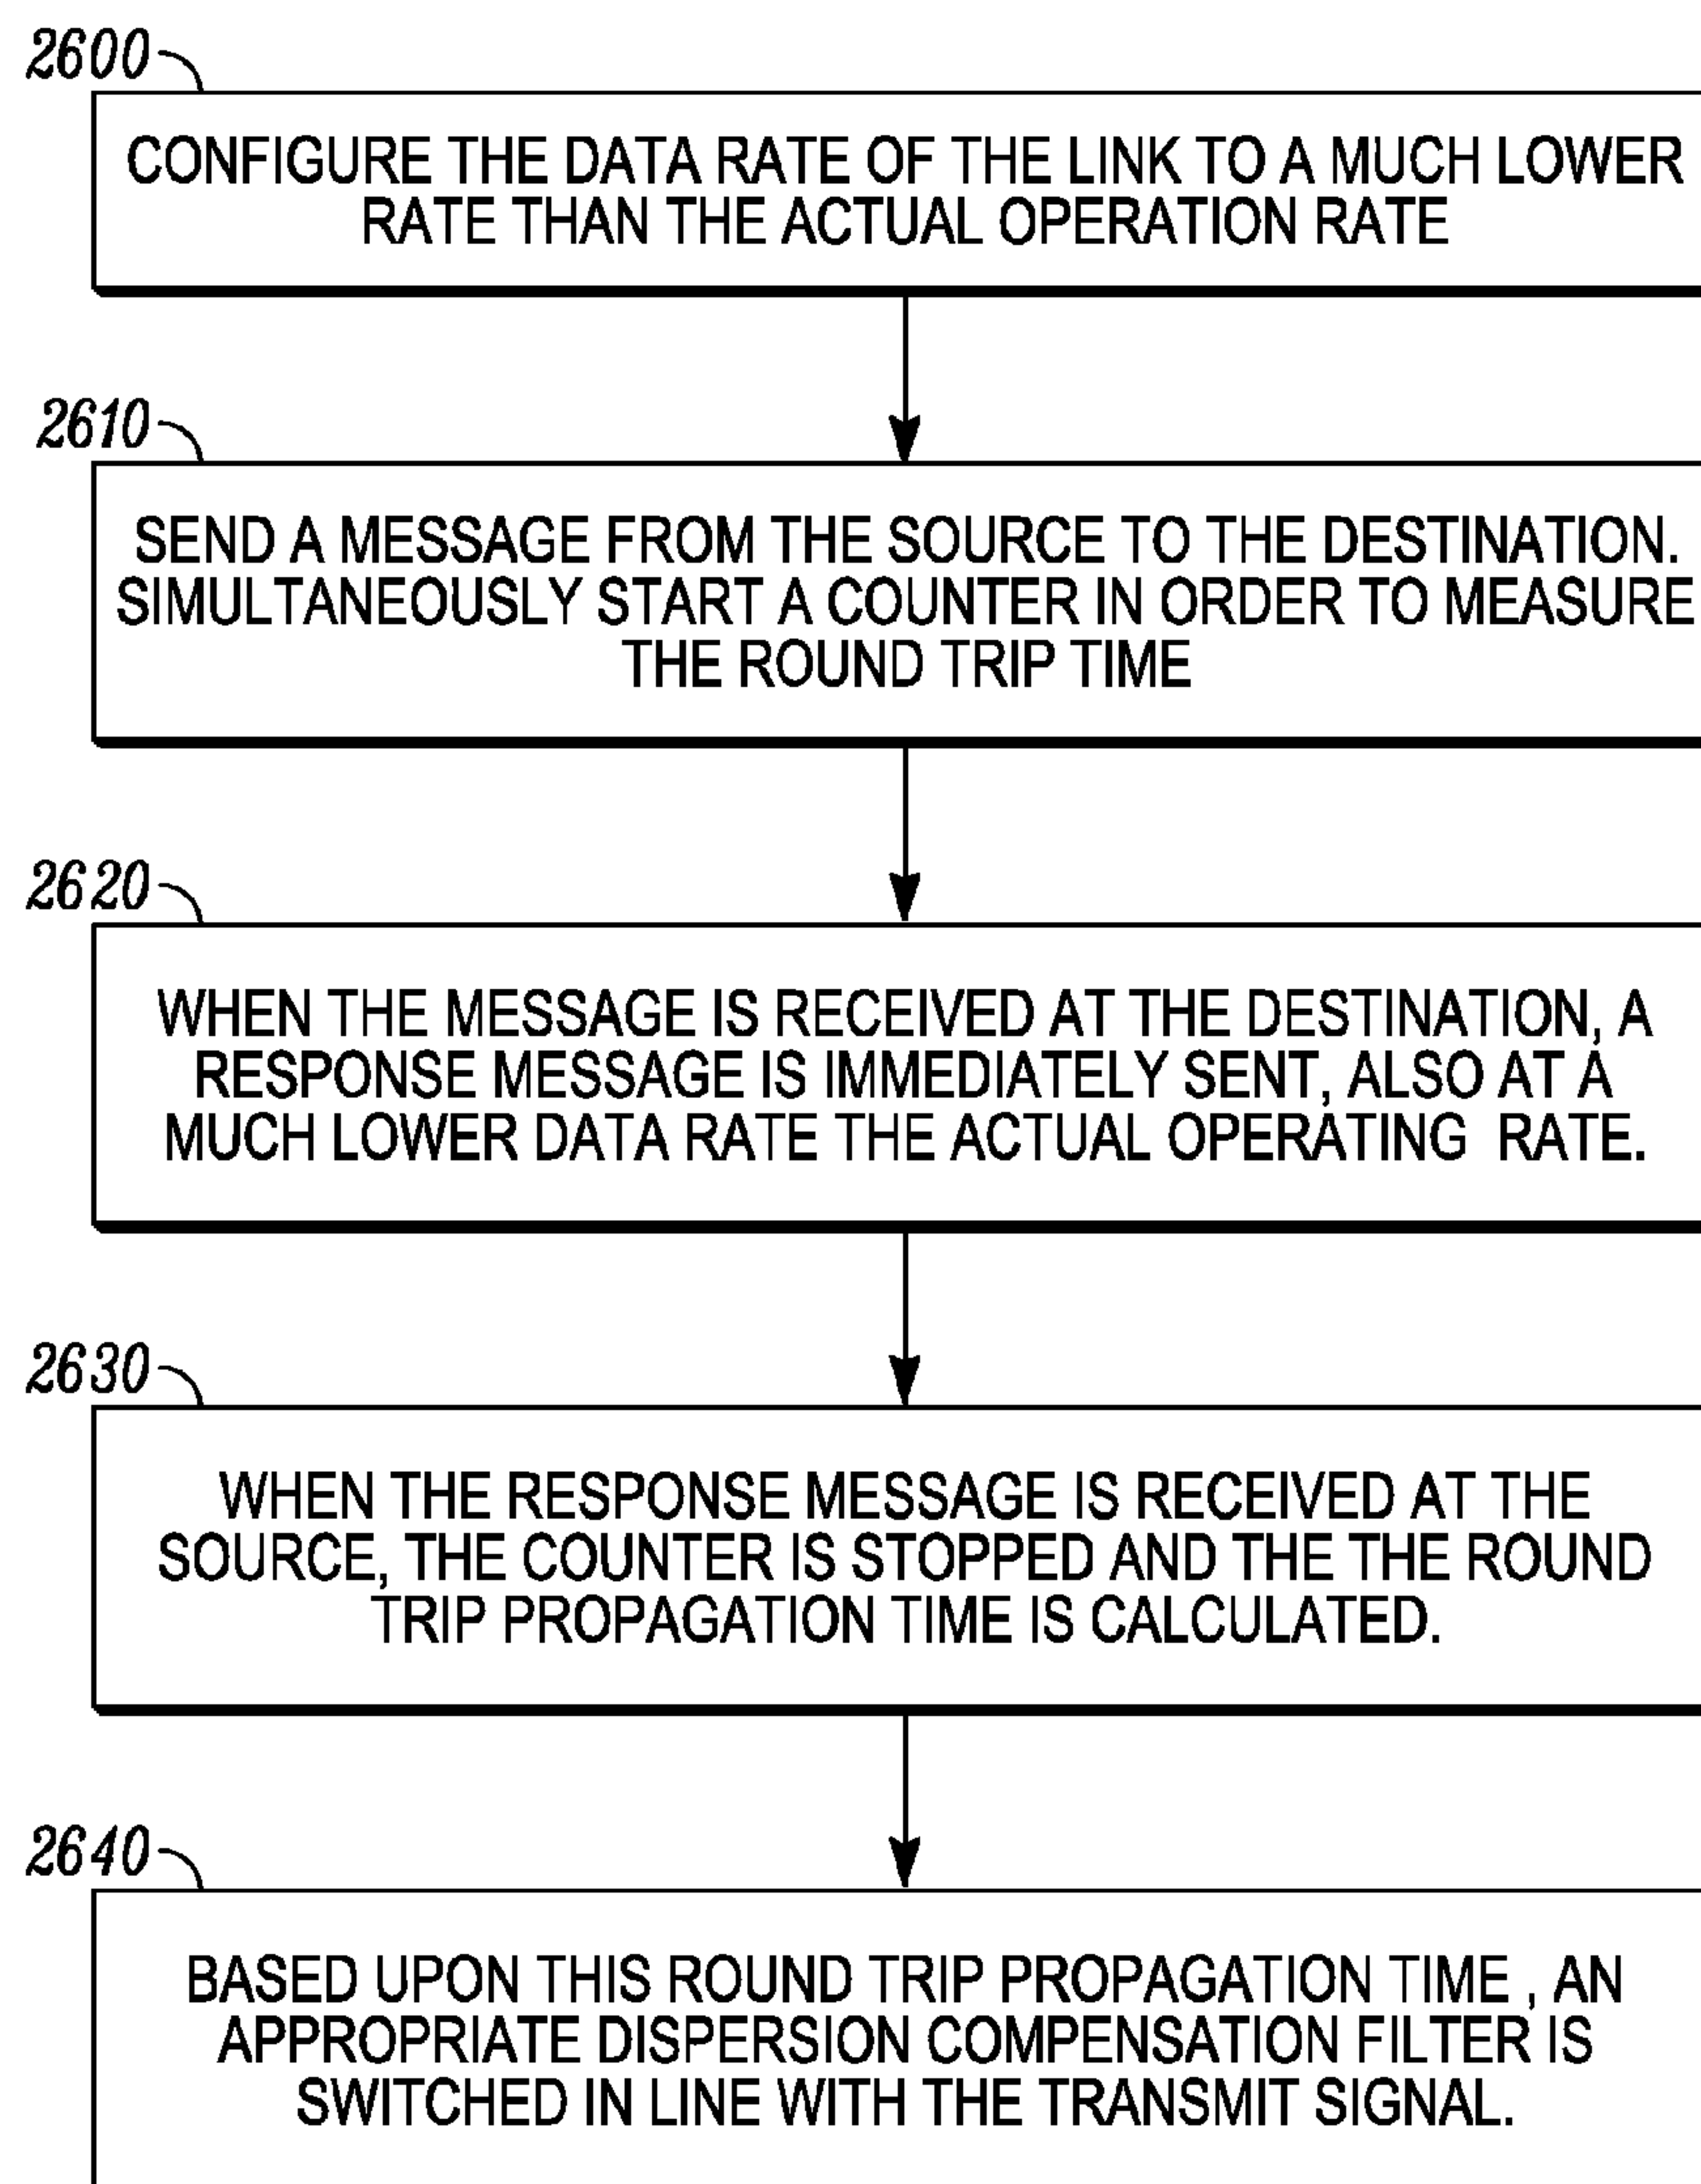 2600
CONFIGURE THE DATA RATE OF THE LINK TO A MUCH LOWER
RATE THAN THE ACTUAL OPERATION RATE
2610
SEND A MESSAGE FROM THE SOURCE TO THE DESTINATION.
SIMULTANEOUSLY START A COUNTER IN ORDER TO MEASURE
THE ROUND TRIP TIME
2620
WHEN THE MESSAGE IS RECEIVED AT THE DESTINATION, A
RESPONSE MESSAGE IS IMMEDIATELY SENT, ALSO AT A
MUCH LOWER DATA RATE THE ACTUAL OPERATING RATE.
2630
WHEN THE RESPONSE MESSAGE IS RECEIVED AT THE
SOURCE, THE COUNTER IS STOPPED AND THE THE ROUND
TRIP PROPAGATION TIME IS CALCULATED.
2640
BASED UPON THIS ROUND TRIP PROPAGATION TIME , AN
APPROPRIATE DISPERSION COMPENSATION FILTER IS
SWITCHED IN LINE WITH THE TRANSMIT SIGNAL.